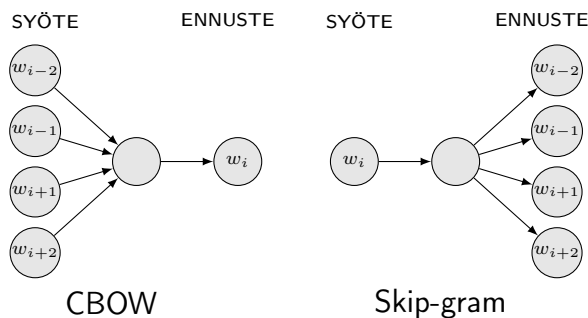 SYÖTE ENNUSTE SYÖTE ENNUSTE
w_{i−2} w_{i−2}
w_{i−1} w_{i−1}
w_i w_i
w_{i+1} w_{i+1}
w_{i+2} w_{i+2}
CBOW Skip-gram